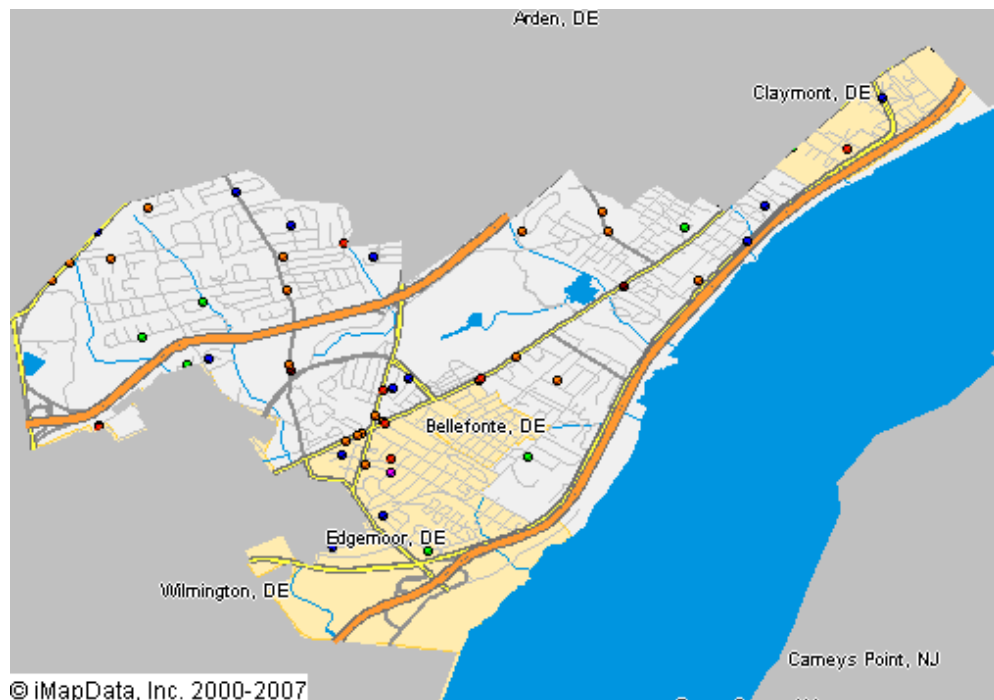 Arden, DE
Claymont, DE
Bellefonte, DE
Edgemoor, DE
Wilmington, DE
Carneys Point, NJ
© iMapData, Inc. 2000-2007